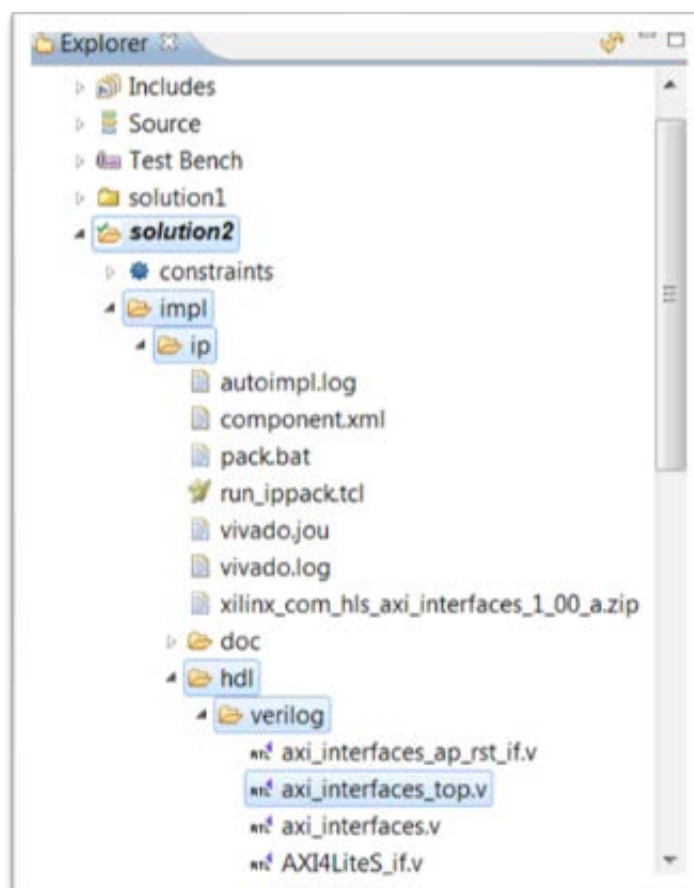 Explorer
Includes
Source
Test Bench
solution1
solution2
constraints
impl
ip
autoimpl.log
component.xml
pack.bat
run_ippack.tcl
vivado.jou
vivado.log
xilinx_com_hls_axi_interfaces_1_00_a.zip
doc
hdl
verilog
axi_interfaces_ap_rst_if.v
axi_interfaces_top.v
axi_interfaces.v
AXI4LiteS_if.v